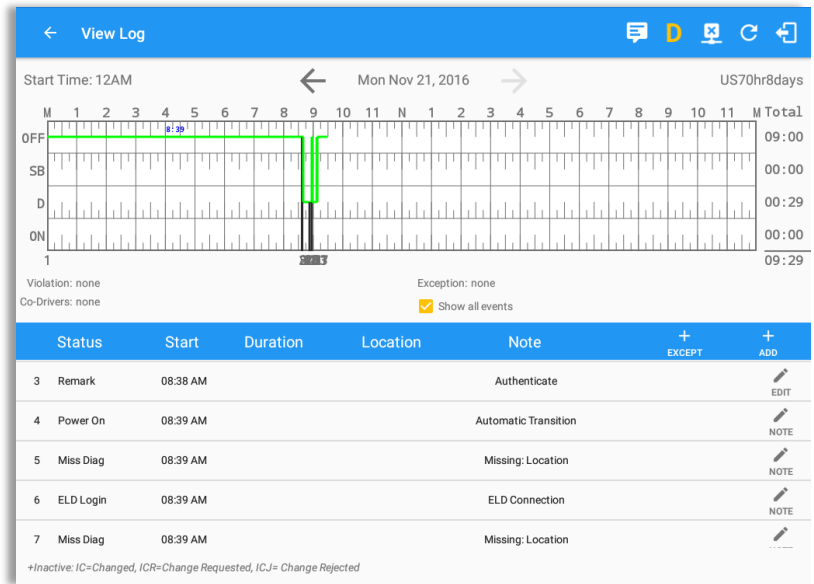 View Log
D
Start Time: 12AM
Mon Nov 21, 2016
US70hr8days
M 1 2 3 4 5 6 7 8 9 10 11 N 1 2 3 4 5 6 7 8 9 10 11 M Total
8:39
OFF 09:00
SB 00:00
D 00:29
ON 00:00
1
09:29
Violation: none
Exception: none
Co-Drivers: none
Show all events
Status Start Duration Location Note
EXCEPT
ADD
3 Remark 08:38 AM Authenticate
EDIT
4 Power On 08:39 AM Automatic Transition
NOTE
5 Miss Diag 08:39 AM Missing: Location
NOTE
6 ELD Login 08:39 AM ELD Connection
NOTE
7 Miss Diag 08:39 AM Missing: Location
+Inactive: IC=Changed, ICR=Change Requested, ICJ= Change Rejected